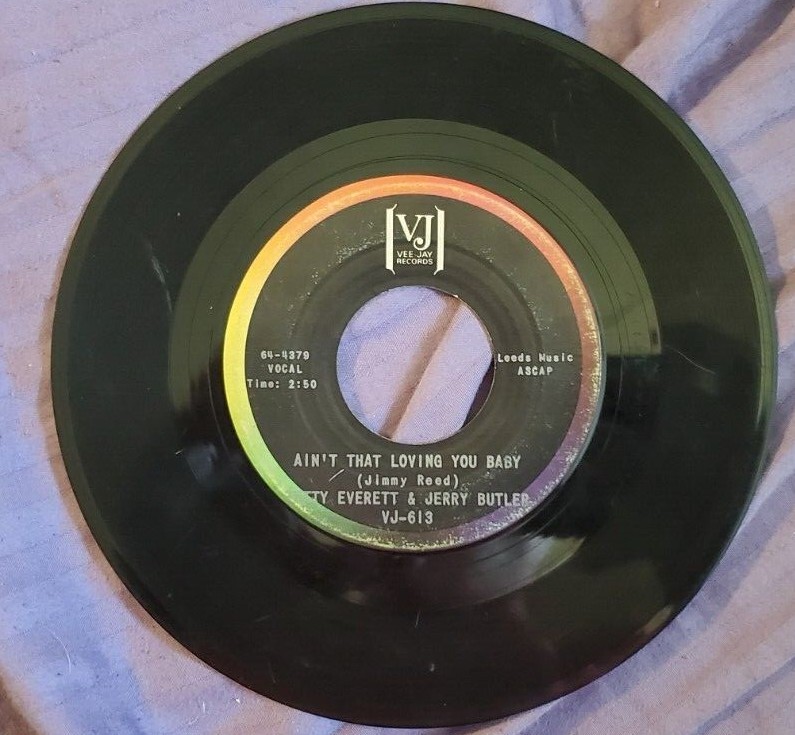 VJ
VEE-JAY
RECORDS
64-4379
VOCAL
Time: 2:50
Leeds Music
ASCAP
AIN'T THAT LOVING YOU BABY
(Jimmy Reed)
TTY EVERETT & JERRY BUTLER
VJ-613